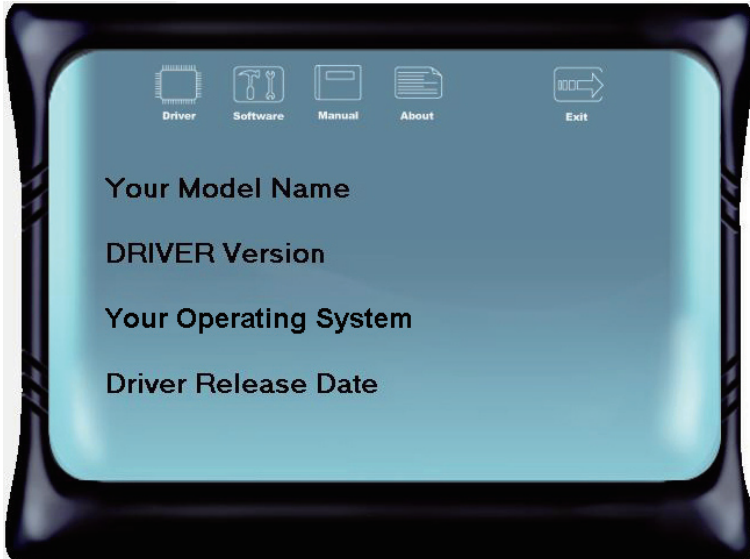 Driver Software Manual About Exit
Your Model Name
DRIVER Version
Your Operating System
Driver Release Date